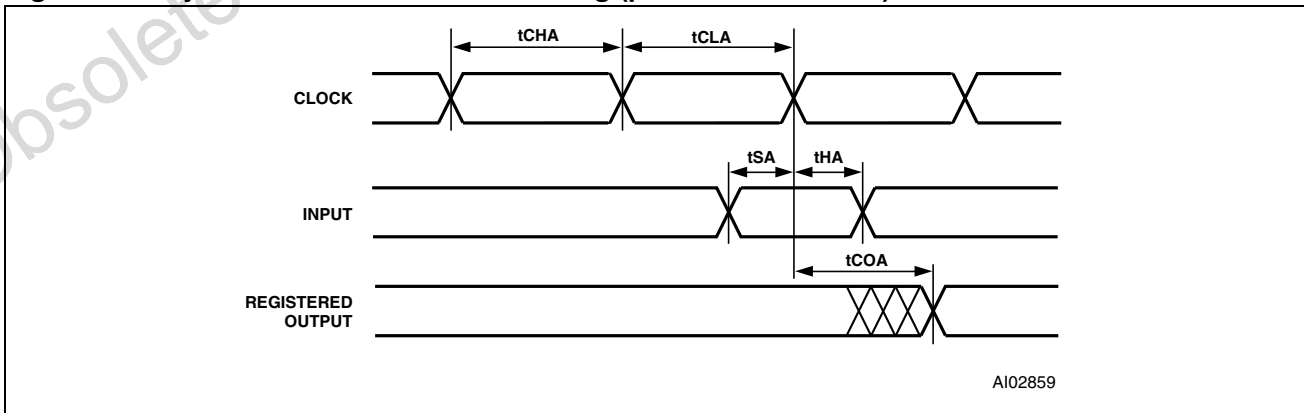 tCHA
tCLA
CLOCK
tSA
tHA
INPUT
tCOA
REGISTERED
OUTPUT
AI02859